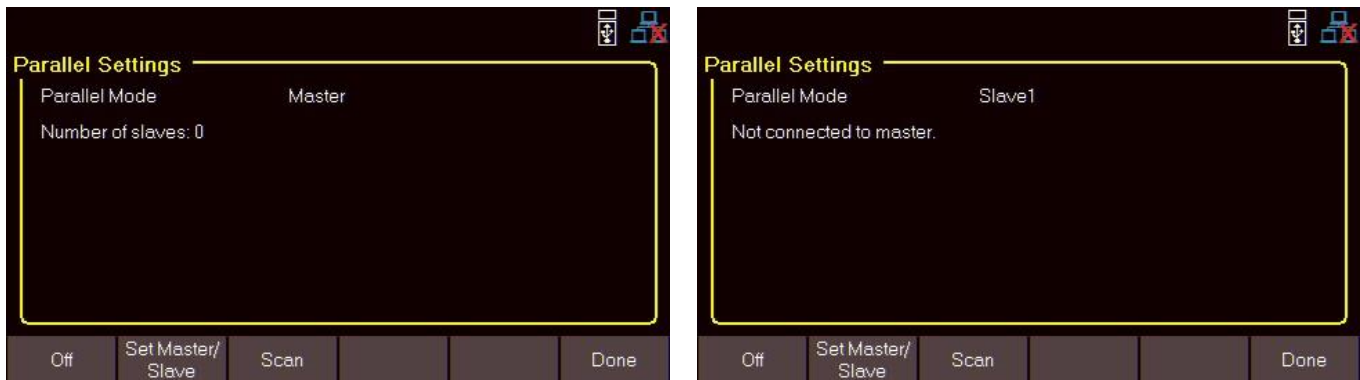 Parallel Settings
Parallel Mode Master
Number of slaves: 0
Off Set Master/ Slave Scan Done
Parallel Settings
Parallel Mode Slave1
Not connected to master.
Off Set Master/ Slave Scan Done